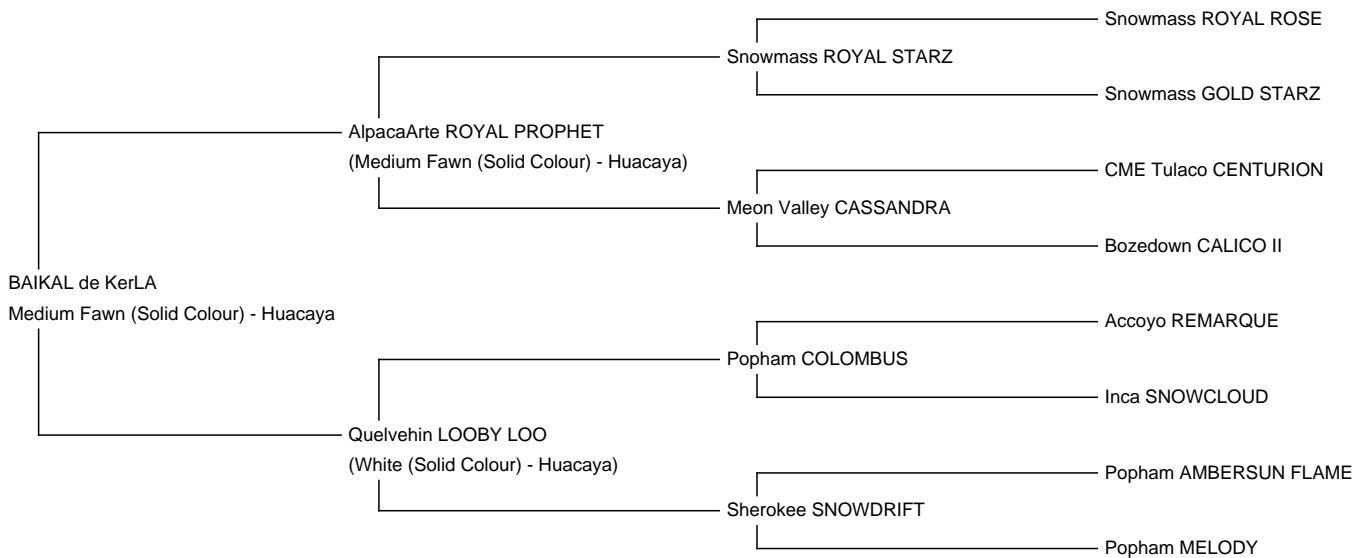 Snowmass ROYAL ROSE
Snowmass ROYAL STARZ
Snowmass GOLD STARZ
AlpacaArte ROYAL PROPHET
(Medium Fawn (Solid Colour) - Huacaya)
CME Tulaco CENTURION
Meon Valley CASSANDRA
Bozedown CALICO II
BAIKAL de KerLA
Medium Fawn (Solid Colour) - Huacaya
Accoyo REMARQUE
Popham COLOMBUS
Inca SNOWCLOUD
Quelvehin LOOBY LOO
(White (Solid Colour) - Huacaya)
Popham AMBERSUN FLAME
Sherokee SNOWDRIFT
Popham MELODY